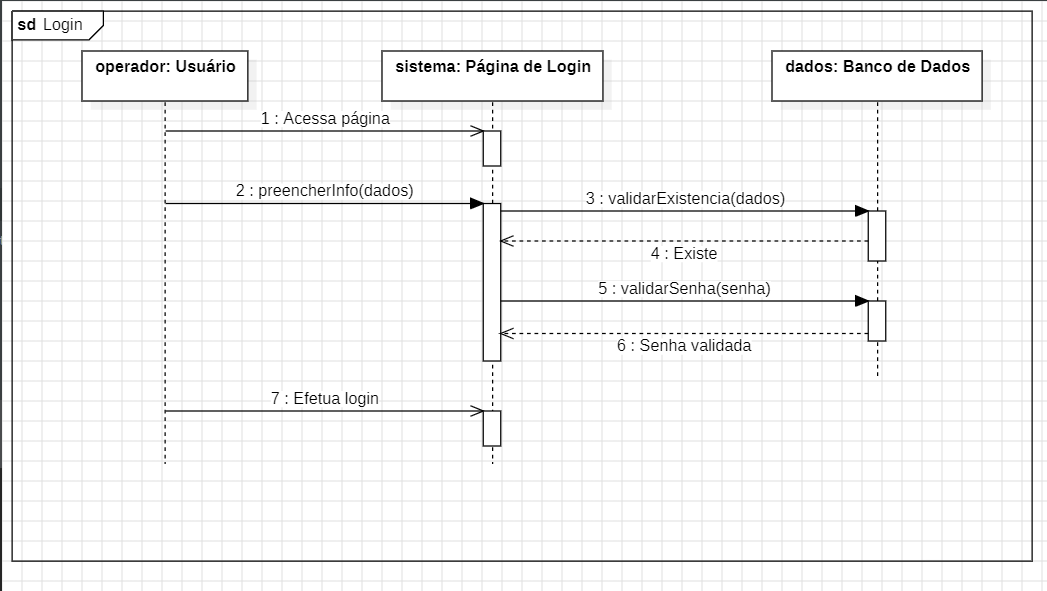 sd Login
operador: Usuário
sistema: Página de Login
dados: Banco de Dados
1 : Acessa página
2 : preencherInfo(dados)
3 : validarExistencia(dados)
4 : Existe
5 : validarSenha(senha)
6 : Senha validada
7 : Efetua login